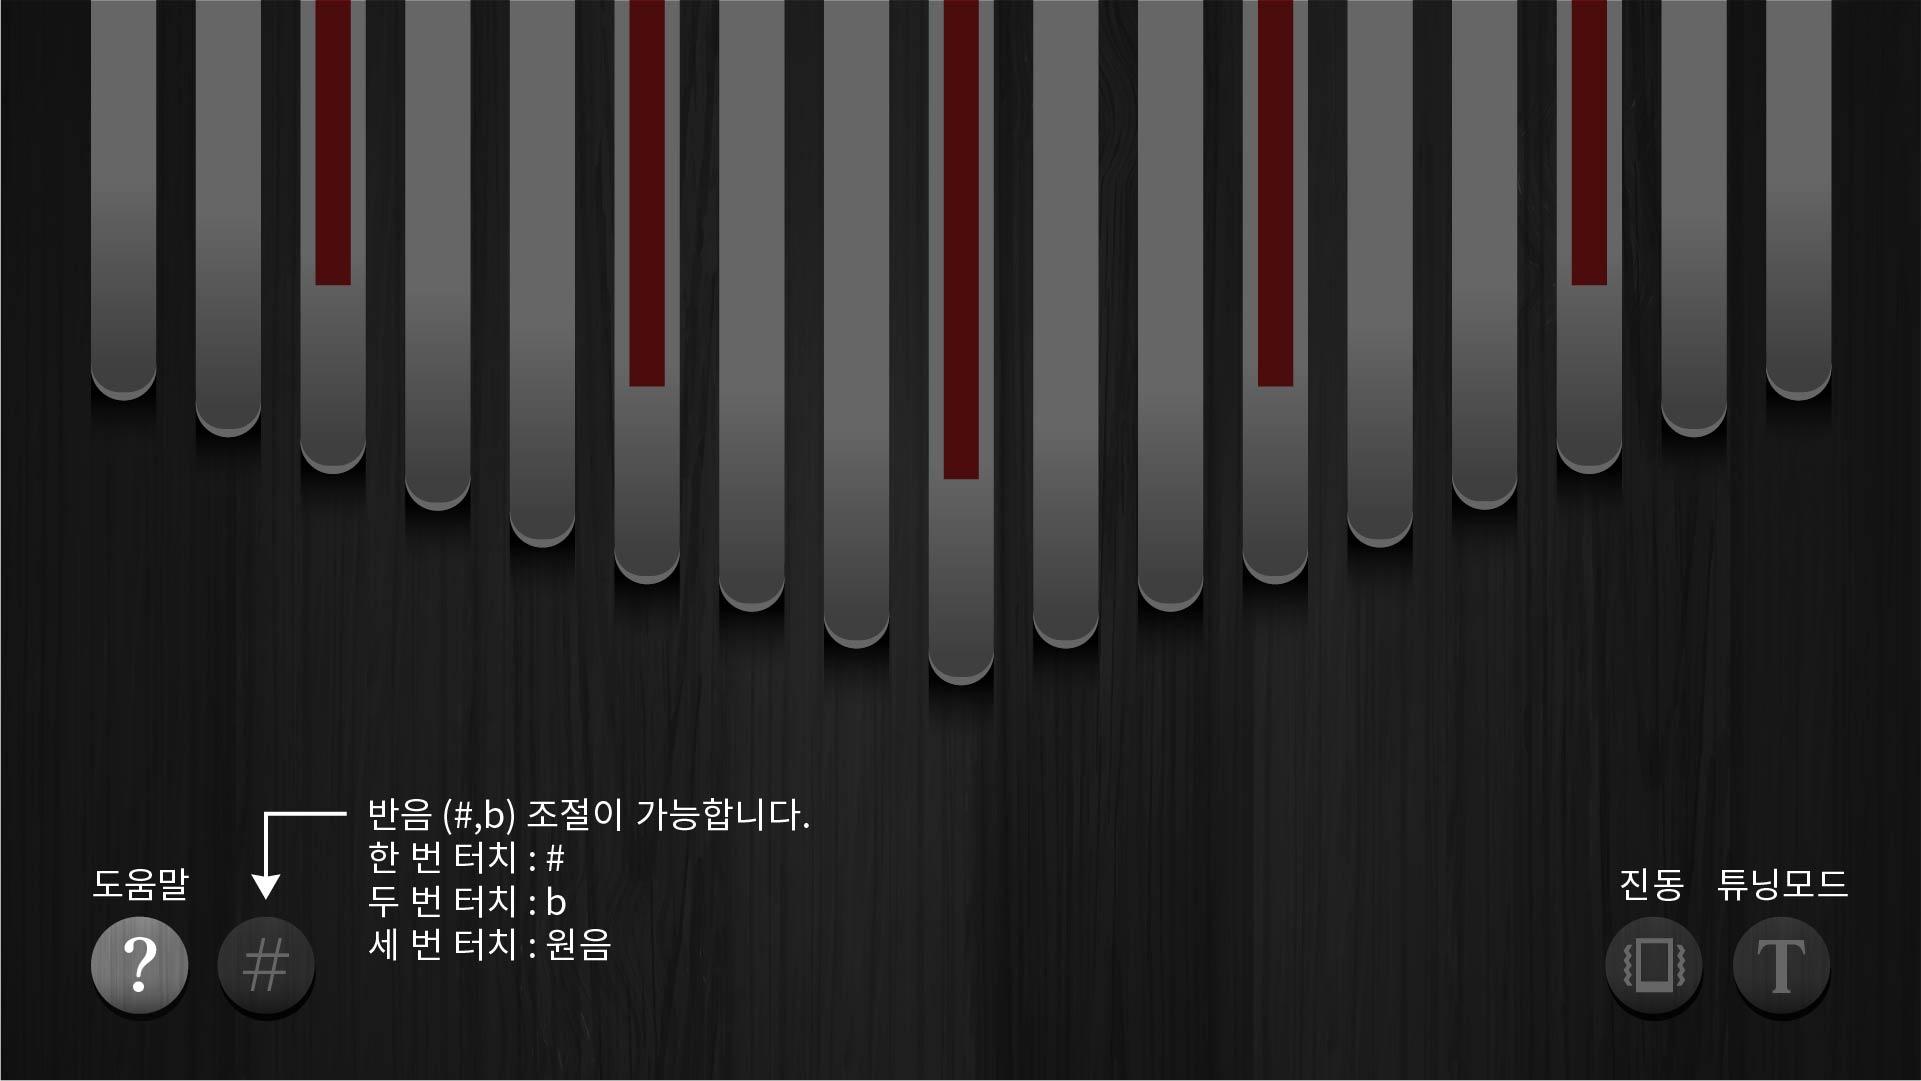 반음 (#,b) 조절이 가능합니다.
한 번 터치 : #
두 번 터치 : b
세 번 터치 : 원음
도움말
?
#
진동
튜닝모드
T